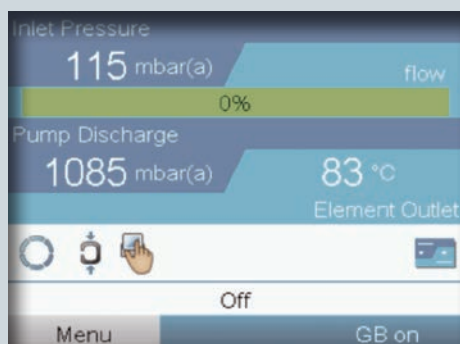 Inlet Pressure
115 mbar(a)
flow
0%
Pump Discharge
1085 mbar(a)
83 °C
Element Outlet
Off
Menu
GB on